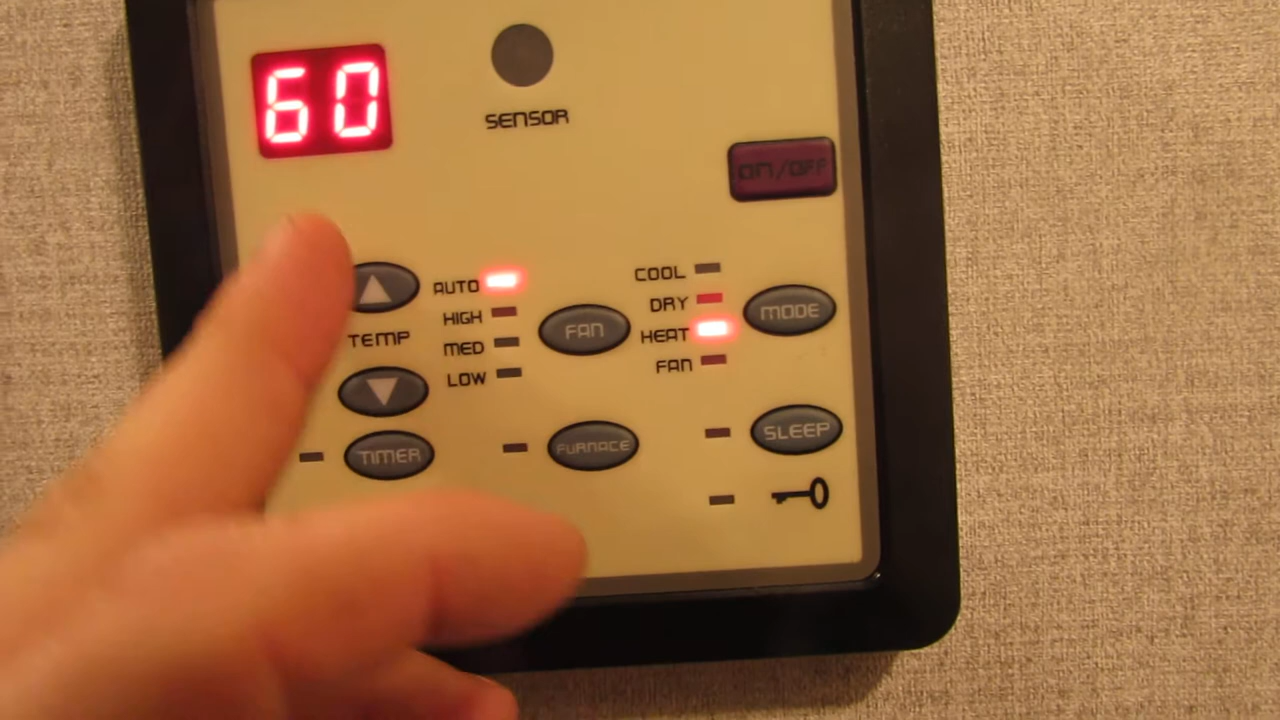 60
SENSOR
ON/OFF
AUTO
HIGH
MED
LOW
TEMP
FAN
COOL
DRY
HEAT
FAN
MODE
TIMER
FURNACE
SLEEP